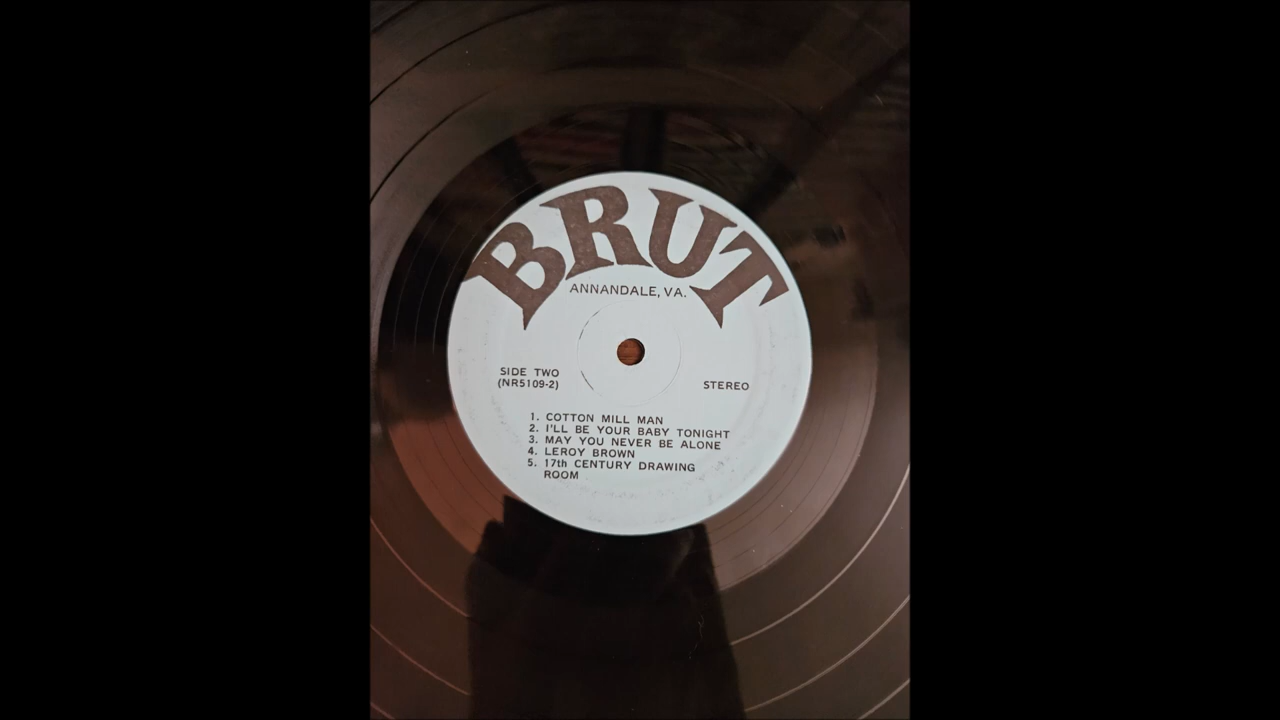 BRUT
ANNANDALE, VA.
SIDE TWO
(NR5109-2)
STEREO
1. COTTON MILL MAN
2. I'LL BE YOUR BABY TONIGHT
3. MAY YOU NEVER BE ALONE
4. LEROY BROWN
5. 17th CENTURY DRAWING
ROOM